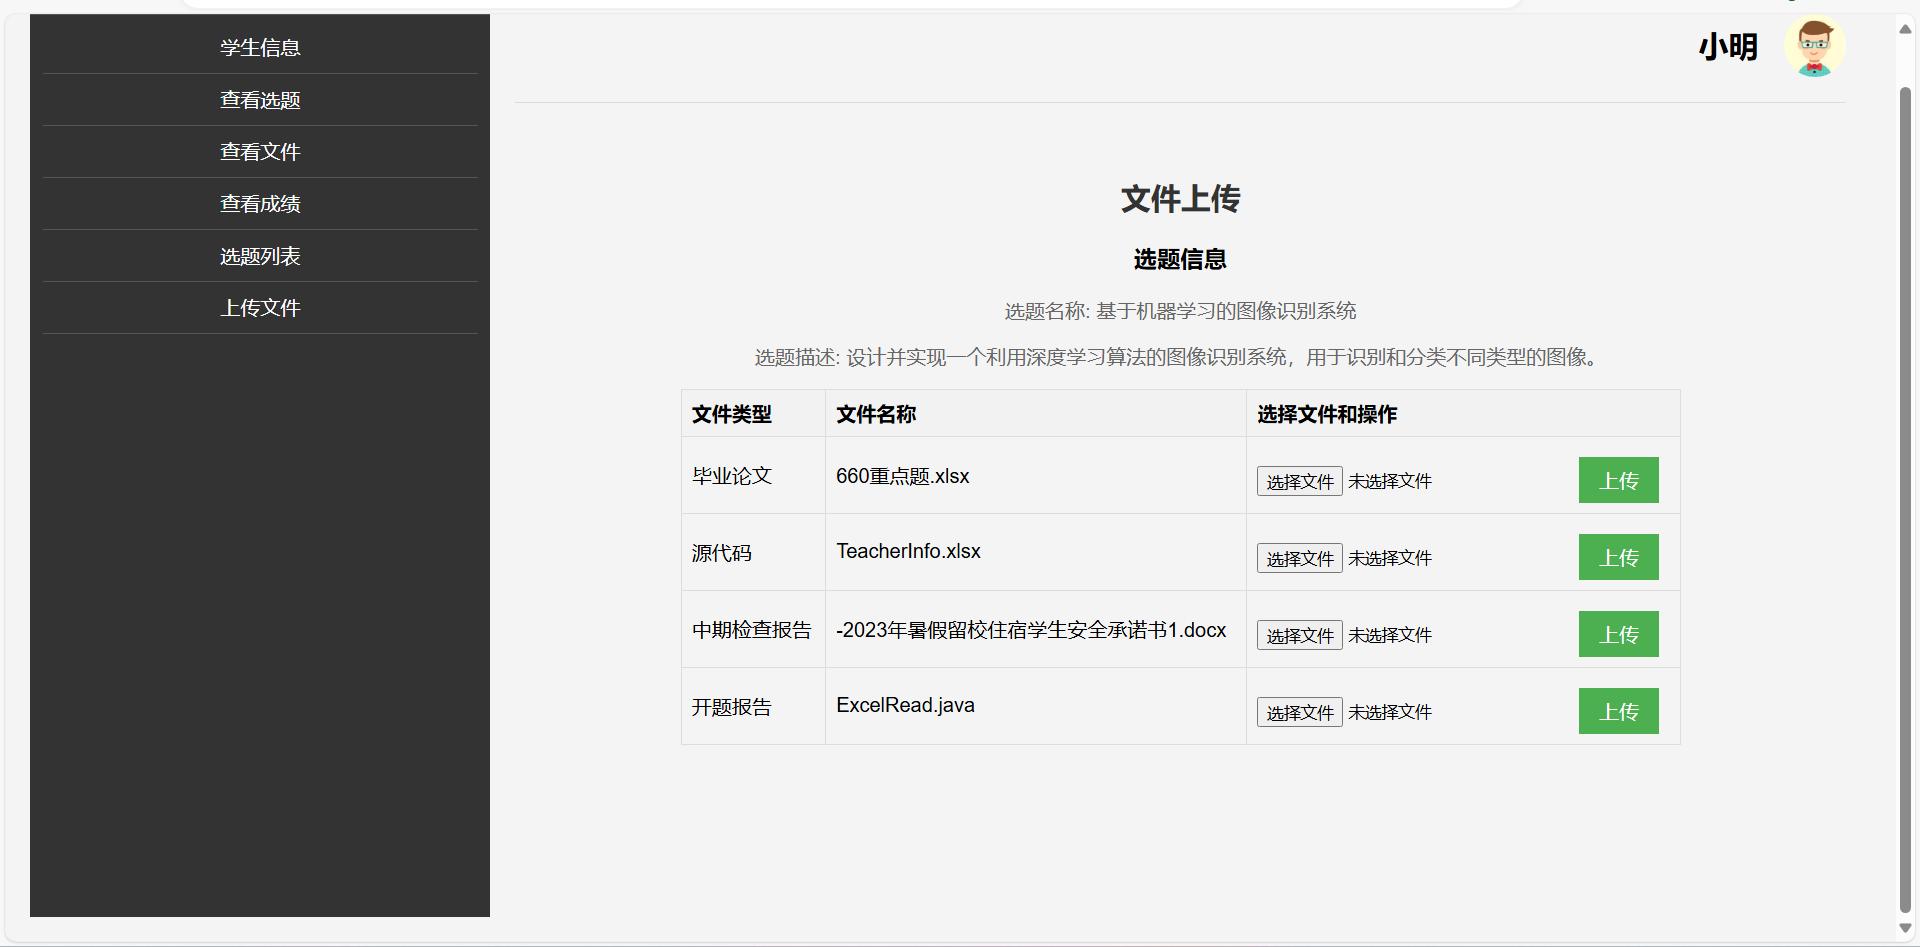 学生信息
查看选题
查看文件
查看成绩
选题列表
上传文件
小明
文件上传
选题信息
选题名称: 基于机器学习的图像识别系统
选题描述: 设计并实现一个利用深度学习算法的图像识别系统，用于识别和分类不同类型的图像。
文件类型 文件名称 选择文件和操作
毕业论文 660重点题.xlsx 选择文件 未选择文件 上传
源代码 TeacherInfo.xlsx 选择文件 未选择文件 上传
中期检查报告 -2023年暑假留校住宿学生安全承诺书1.docx 选择文件 未选择文件 上传
开题报告 ExcelRead.java 选择文件 未选择文件 上传